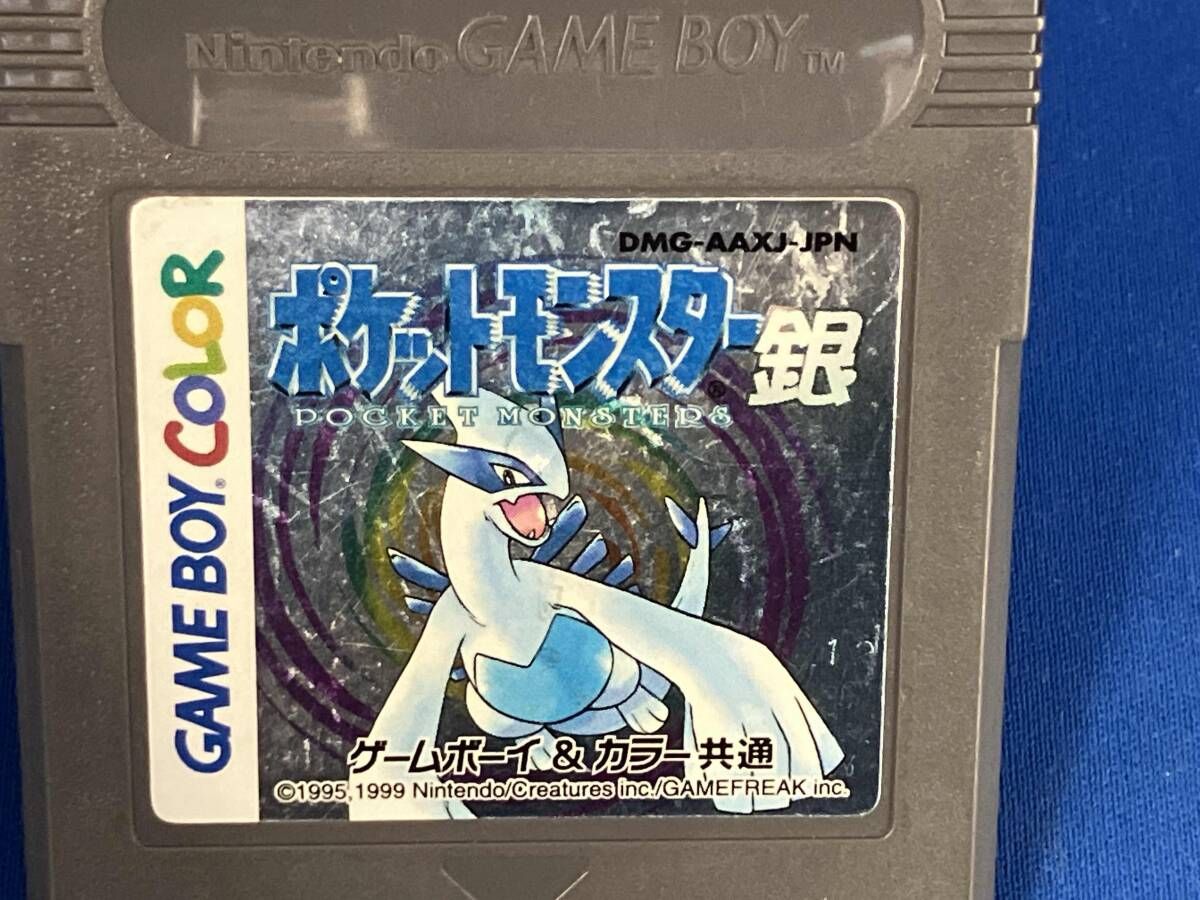 Nintendo GAME BOY™
GAME BOY COLOR
DMG-AAXJ-JPN
ポケットモンスター® 銀
POCKET MONSTERS
ゲームボーイ & カラー 共通
©1995,1999 Nintendo/Creatures inc./GAMEFREAK inc.